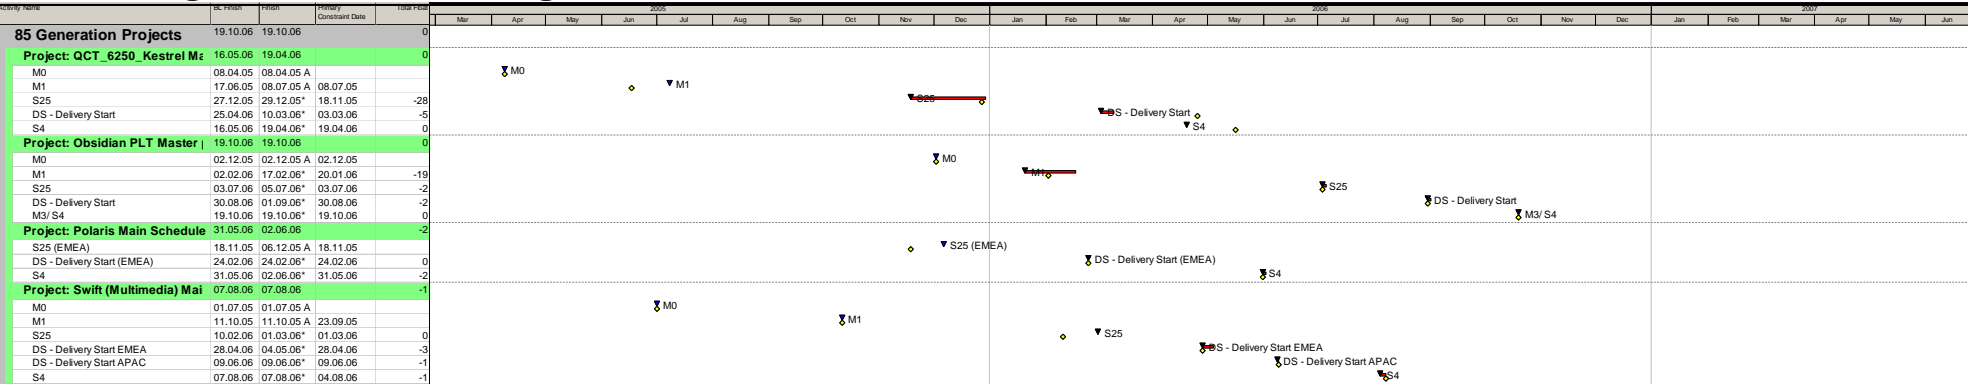 Activity Name BL Finish Finish Primary Constraint Date Total Float
2005 2006 2007
Mar Apr May Jun Jul Aug Sep Oct Nov Dec Jan Feb Mar Apr May Jun Jul Aug Sep Oct Nov Dec Jan Feb Mar Apr May Jun
85 Generation Projects 19.10.06 19.10.06 0
Project: QCT_6250_Kestrel Ma 16.05.06 19.04.06 0
M0 08.04.05 08.04.05 A M0
M1 17.06.05 08.07.05 A 08.07.05 M1
S25 27.12.05 29.12.05* 18.11.05 -28 S25
DS - Delivery Start 25.04.06 10.03.06* 03.03.06 -5 DS - Delivery Start
S4 16.05.06 19.04.06* 19.04.06 0 S4
Project: Obsidian PLT Master 19.10.06 19.10.06 0
M0 02.12.05 02.12.05 A 02.12.05 M0
M1 02.02.06 17.02.06* 20.01.06 -19 M1
S25 03.07.06 05.07.06* 03.07.06 -2 S25
DS - Delivery Start 30.08.06 01.09.06* 30.08.06 -2 DS - Delivery Start
M3/ S4 19.10.06 19.10.06* 19.10.06 0 M3/ S4
Project: Polaris Main Schedule 31.05.06 02.06.06 -2
S25 (EMEA) 18.11.05 06.12.05 A 18.11.05 S25 (EMEA)
DS - Delivery Start (EMEA) 24.02.06 24.02.06* 24.02.06 0 DS - Delivery Start (EMEA)
S4 31.05.06 02.06.06* 31.05.06 -2 S4
Project: Swift (Multimedia) Mai 07.08.06 07.08.06 -1
M0 01.07.05 01.07.05 A M0
M1 11.10.05 11.10.05 A 23.09.05 M1
S25 10.02.06 01.03.06* 01.03.06 0 S25
DS - Delivery Start EMEA 28.04.06 04.05.06* 28.04.06 -3 DS - Delivery Start EMEA
DS - Delivery Start APAC 09.06.06 09.06.06* 09.06.06 -1 DS - Delivery Start APAC
S4 07.08.06 07.08.06* 04.08.06 -1 S4